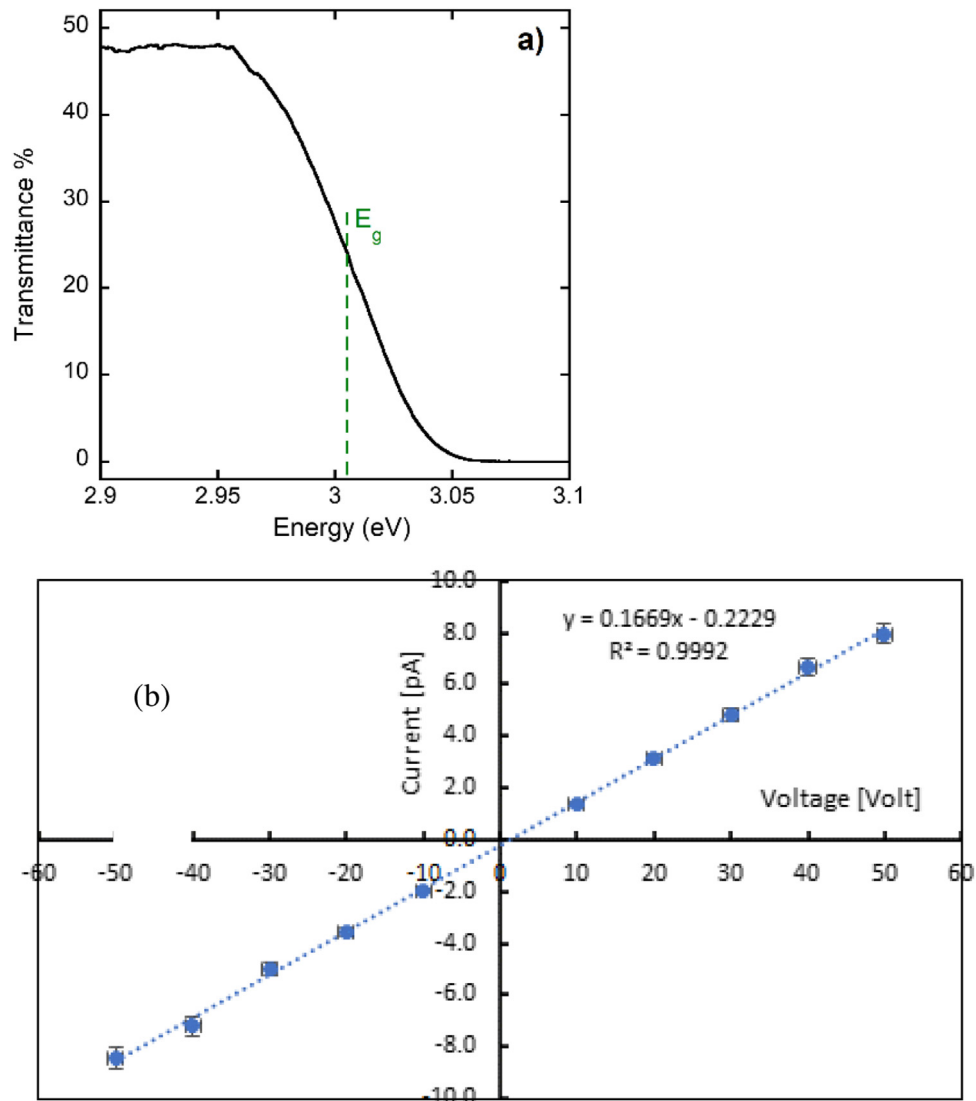 a)
50
40
30
20
10
0
Transmittance %
E_g
2.9 2.95 3 3.05 3.1
Energy (eV)
(b)
y = 0.1669x - 0.2229
R² = 0.9992
Current [pA]
Voltage [Volt]
10.0
8.0
6.0
4.0
2.0
0.0
-60 -50 -40 -30 -20 -10 0 10 20 30 40 50 60
-2.0
-4.0
-6.0
-8.0
-10.0